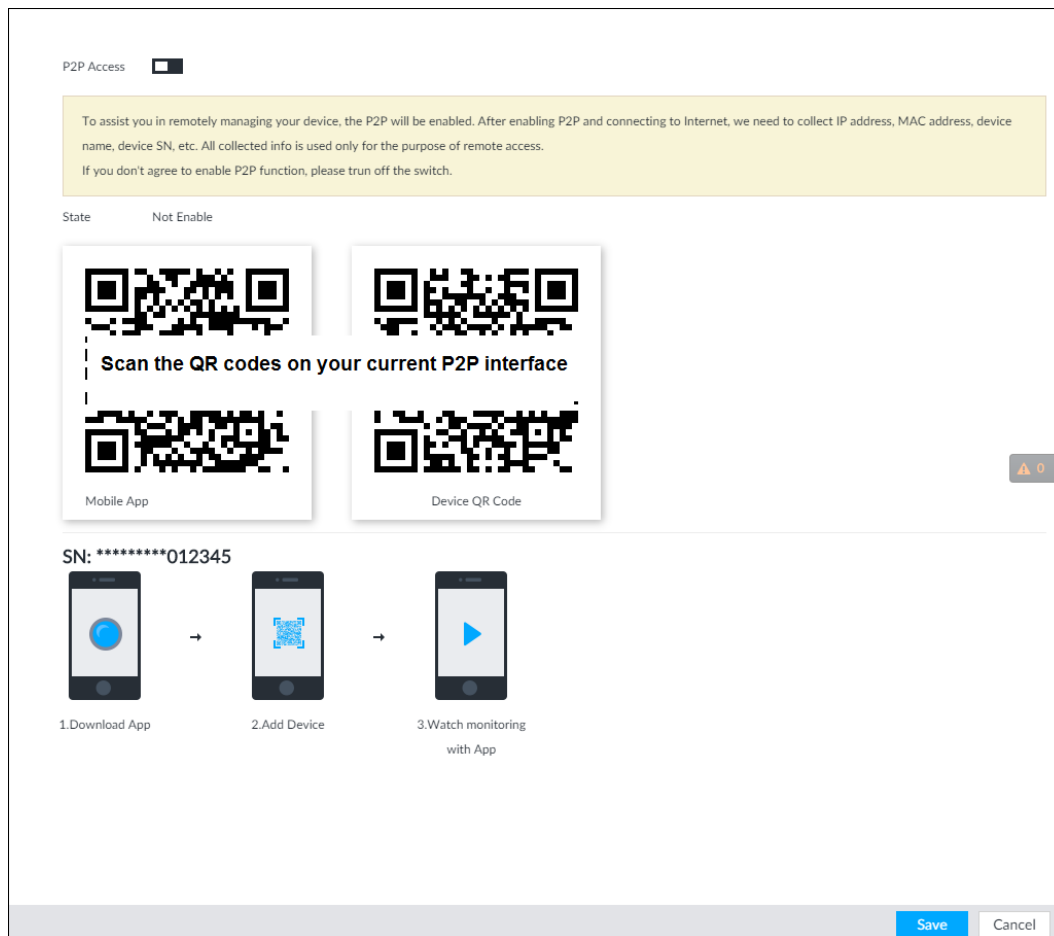 P2P Access
To assist you in remotely managing your device, the P2P will be enabled. After enabling P2P and connecting to Internet, we need to collect IP address, MAC address, device
name, device SN, etc. All collected info is used only for the purpose of remote access.
If you don't agree to enable P2P function, please trun off the switch.
State Not Enable
Scan the QR codes on your current P2P interface
Mobile App Device QR Code
0
SN: *********012345
1.Download App 2.Add Device 3.Watch monitoring
with App
Save Cancel